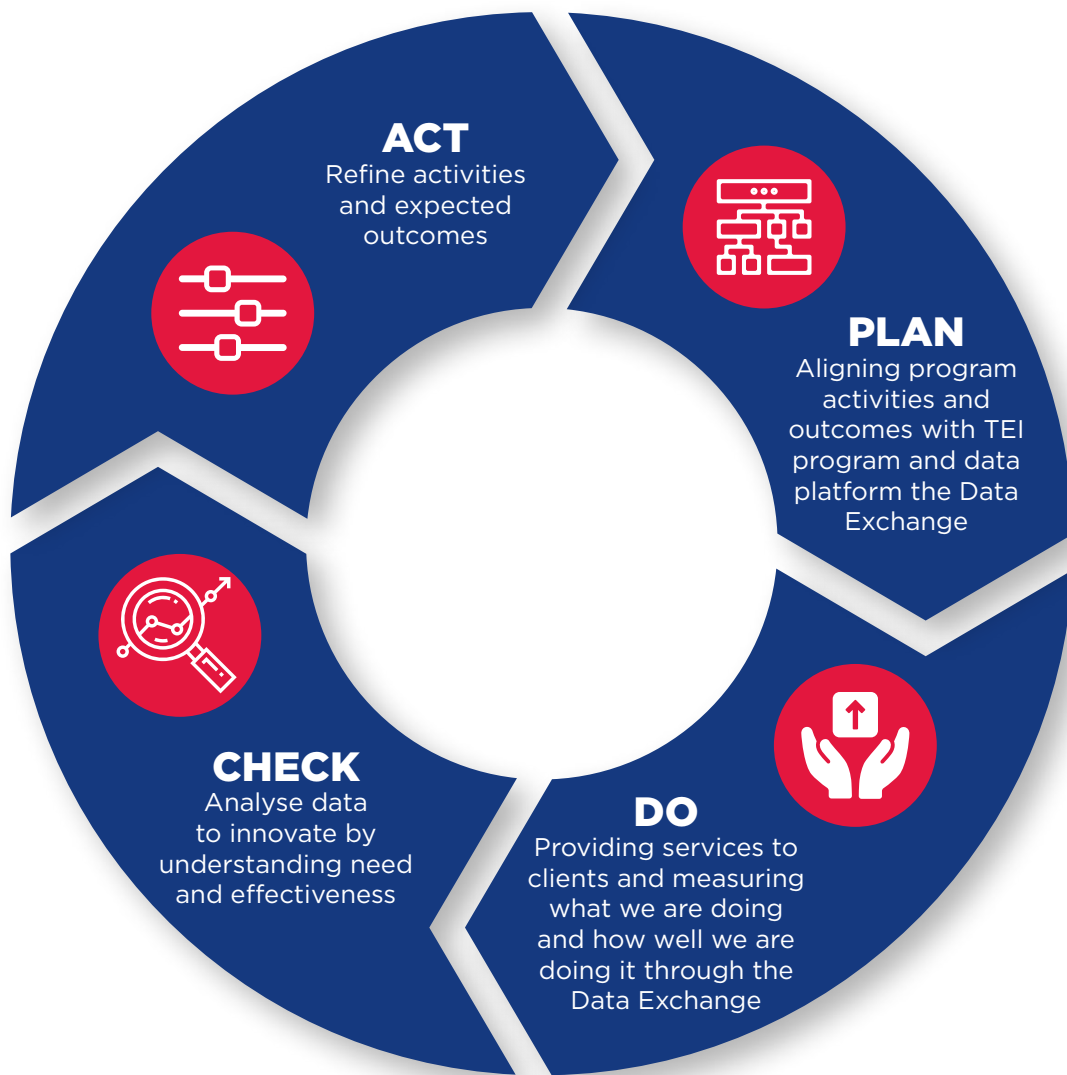 ACT
Refine activities
and expected
outcomes
PLAN
Aligning program
activities and
outcomes with TEI
program and data
platform the Data
Exchange
DO
Providing services to
clients and measuring
what we are doing
and how well we are
doing it through the
Data Exchange
CHECK
Analyse data
to innovate by
understanding need
and effectiveness